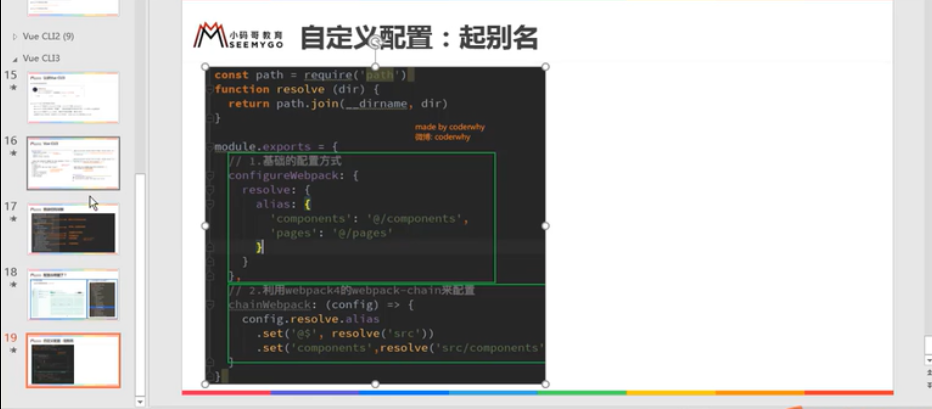 Vue CLI2 (9)
Vue CLI3
15
16
17
18
19
小码哥教育
SEEMYGO
自定义配置：起别名
const path = require('path')
function resolve (dir) {
return path.join(__dirname, dir)
}
made by coderwhy
微博: coderwhy
module.exports = {
// 1.基础的配置方式
configureWebpack: {
resolve: {
alias: {
'components': '@/components',
'pages': '@/pages'
}
}
},
// 2.利用webpack4的webpack-chain来配置
chainWebpack: (config) => {
config.resolve.alias
.set('@$', resolve('src'))
.set('components',resolve('src/components'
}
}